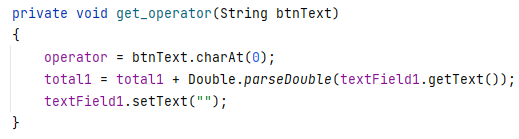 private void get_operator(String btnText)
{
operator = btnText.charAt(0);
total1 = total1 + Double.parseDouble(textField1.getText());
textField1.setText("");
}